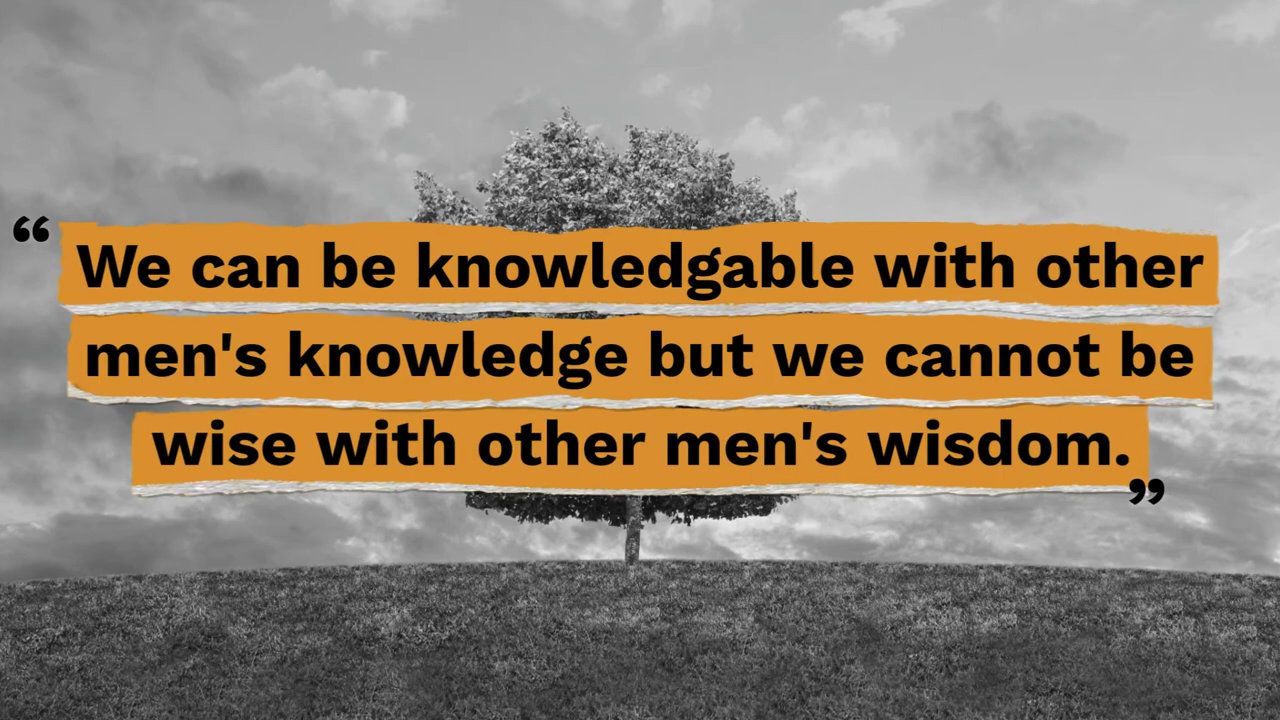 “We can be knowledgable with other
men's knowledge but we cannot be
wise with other men's wisdom.”